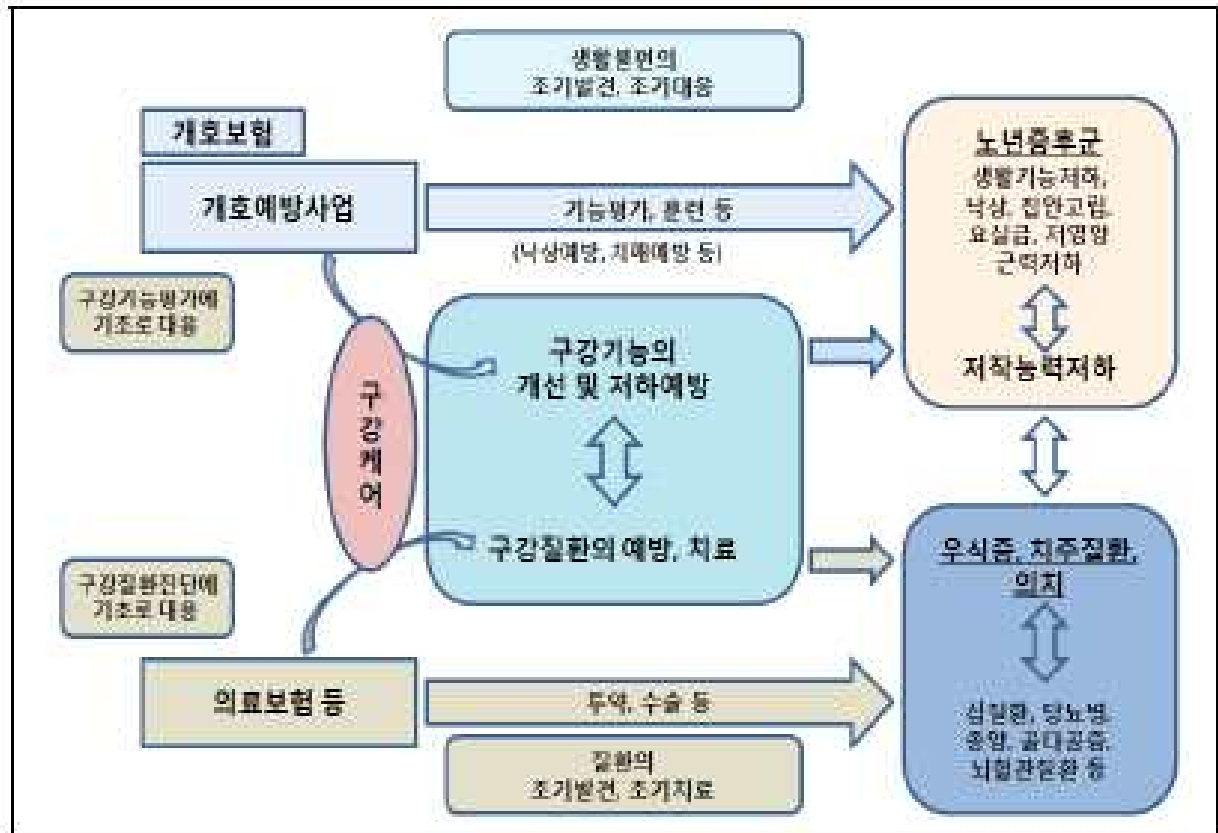 생활불편의
조기발견, 조기대응
개호보험
개호예방사업
기능평가, 훈련 등
(낙상예방, 치매예방 등)
노년증후군
생활기능저하,
낙상, 집안고립,
요실금, 저영양
근력저하
저작능력저하
구강기능평가에
기초로 대응
구강케어
구강기능의
개선 및 저하예방
구강질환의 예방, 치료
구강질환진단에
기초로 대응
우식증, 치주질환,
의치
심질환, 당뇨병,
종양, 골다공증,
뇌혈관질환 등
의료보험 등
투약, 수술 등
질환의
조기발견, 조기치료